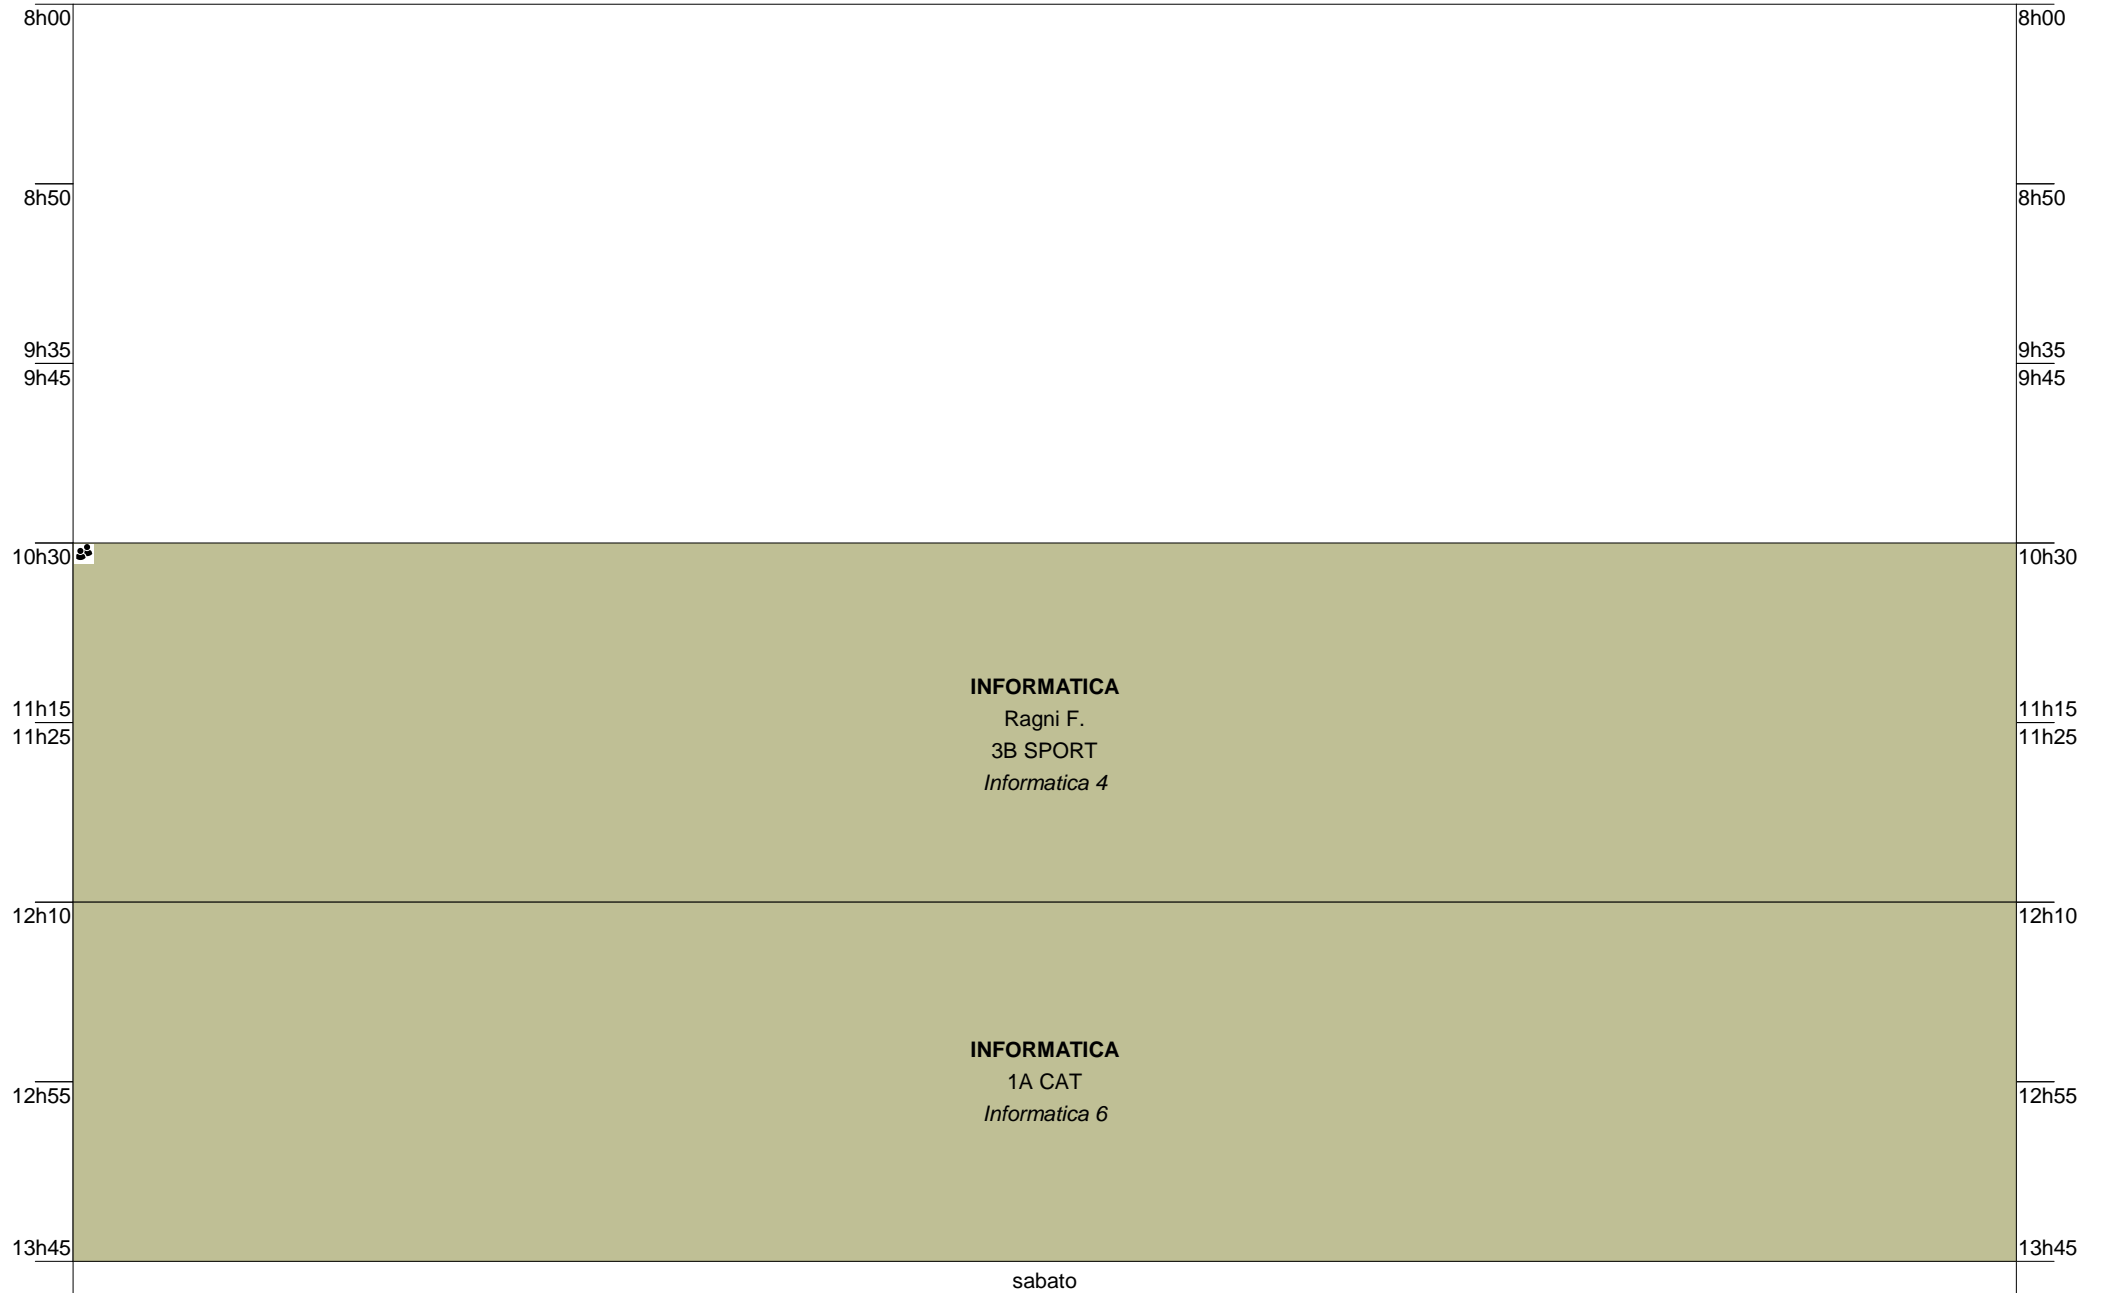 8h00
8h00
8h50
8h50
9h35
9h35
9h45
9h45
10h30
10h30
INFORMATICA
11h15
Ragni F.
11h15
11h25
11h25
3B SPORT
Informatica 4
12h10
12h10
INFORMATICA
1A CAT
12h55
12h55
Informatica 6
13h45
13h45
sabato